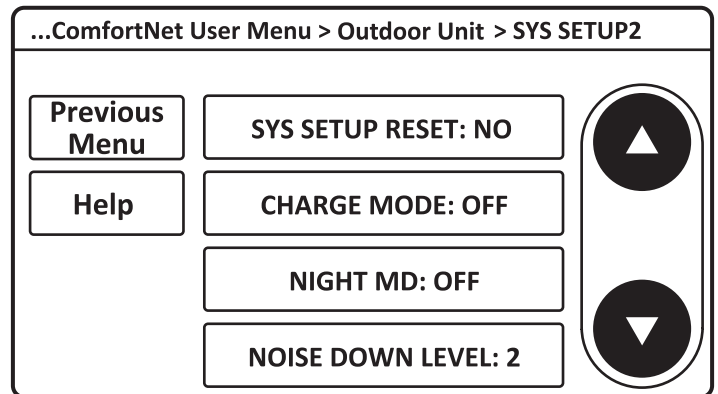 ...ComfortNet User Menu > Outdoor Unit > SYS SETUP2
Previous
Menu
SYS SETUP RESET: NO
Help
CHARGE MODE: OFF
NIGHT MD: OFF
NOISE DOWN LEVEL: 2